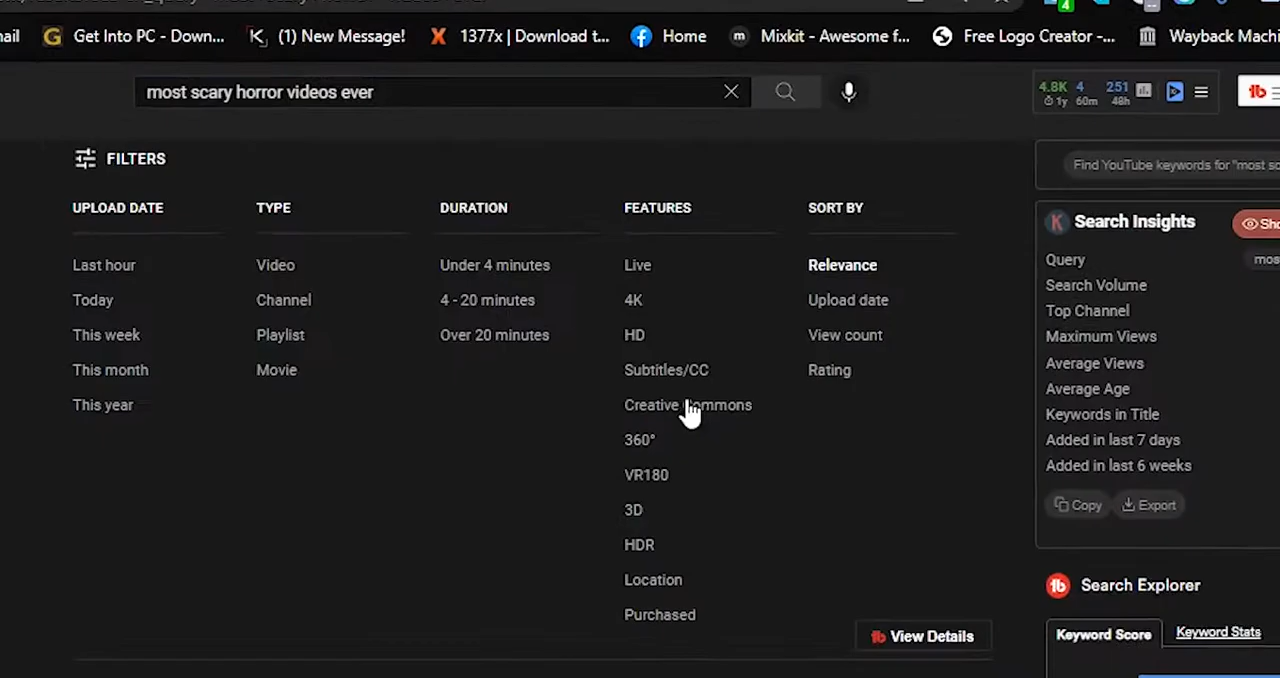 ail Get Into PC - Down... (1) New Message! 1377x | Download t... Home Mixkit - Awesome f... Free Logo Creator -... Wayback Machi
most scary horror videos ever
4.8K 4 251
1y 60m 48h
FILTERS
Find YouTube keywords for "most sc
UPLOAD DATE
Last hour
Today
This week
This month
This year
TYPE
Video
Channel
Playlist
Movie
DURATION
Under 4 minutes
4 - 20 minutes
Over 20 minutes
FEATURES
Live
4K
HD
Subtitles/CC
Creative Commons
360°
VR180
3D
HDR
Location
Purchased
SORT BY
Relevance
Upload date
View count
Rating
View Details
Search Insights
Sho
Query mos
Search Volume
Top Channel
Maximum Views
Average Views
Average Age
Keywords in Title
Added in last 7 days
Added in last 6 weeks
Copy Export
Search Explorer
Keyword Score Keyword Stats